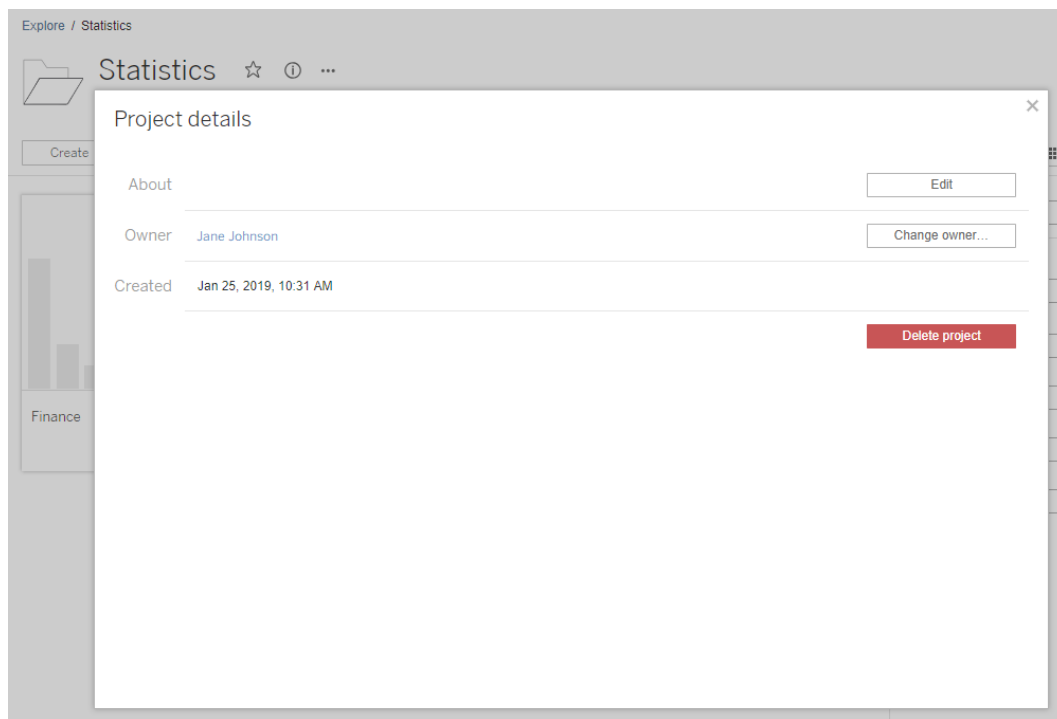 Explore / Statistics
Statistics
Project details
Create
About
Edit
Owner
Jane Johnson
Change owner...
Created
Jan 25, 2019, 10:31 AM
Delete project
Finance